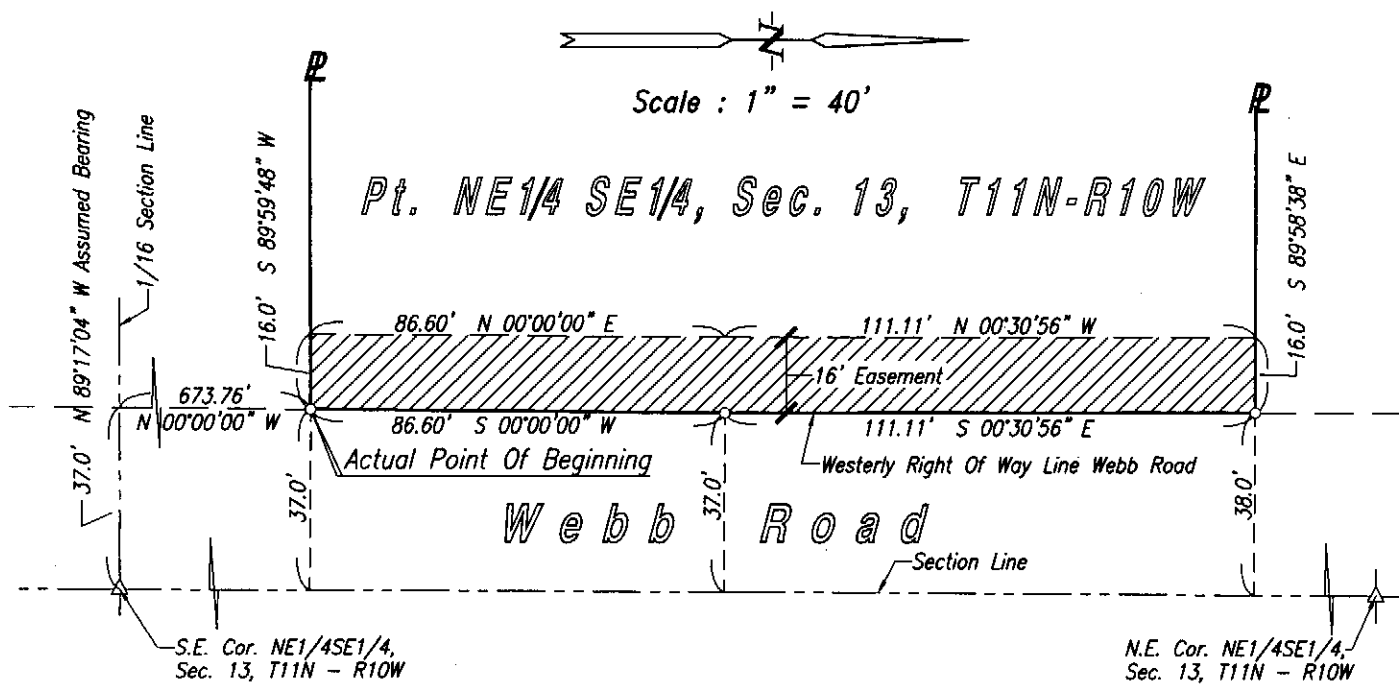 N
Scale : 1" = 40'
PL
PL
Pt. NE1/4 SE1/4, Sec. 13, T11N-R10W
37.0' N 89°17'04" W Assumed Bearing
1/16 Section Line
16.0' S 89°59'48" W
16.0' S 89°58'38" E
86.60' N 00°00'00" E
111.11' N 00°30'56" W
16' Easement
673.76'
N 00°00'00" W
86.60' S 00°00'00" W
111.11' S 00°30'56" E
Actual Point Of Beginning
Westerly Right Of Way Line Webb Road
37.0'
37.0'
38.0'
Webb Road
Section Line
S.E. Cor. NE1/4SE1/4,
Sec. 13, T11N - R10W
N.E. Cor. NE1/4SE1/4,
Sec. 13, T11N - R10W